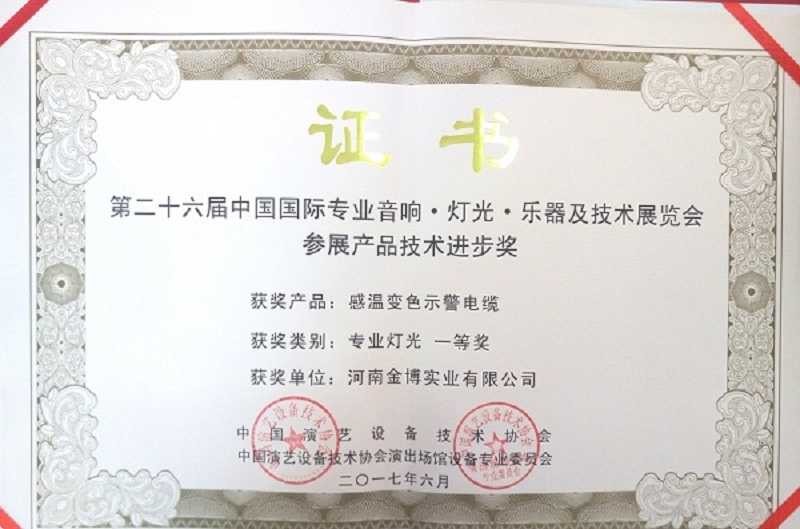 证 书
第二十六届中国国际专业音响·灯光·乐器及技术展览会
参展产品技术进步奖
获奖产品：感温变色示警电缆
获奖类别：专业灯光 一等奖
获奖单位：河南金博实业有限公司
中国演艺设备技术协会
中国演艺设备技术协会演出场馆设备专业委员会
二〇一七年六月